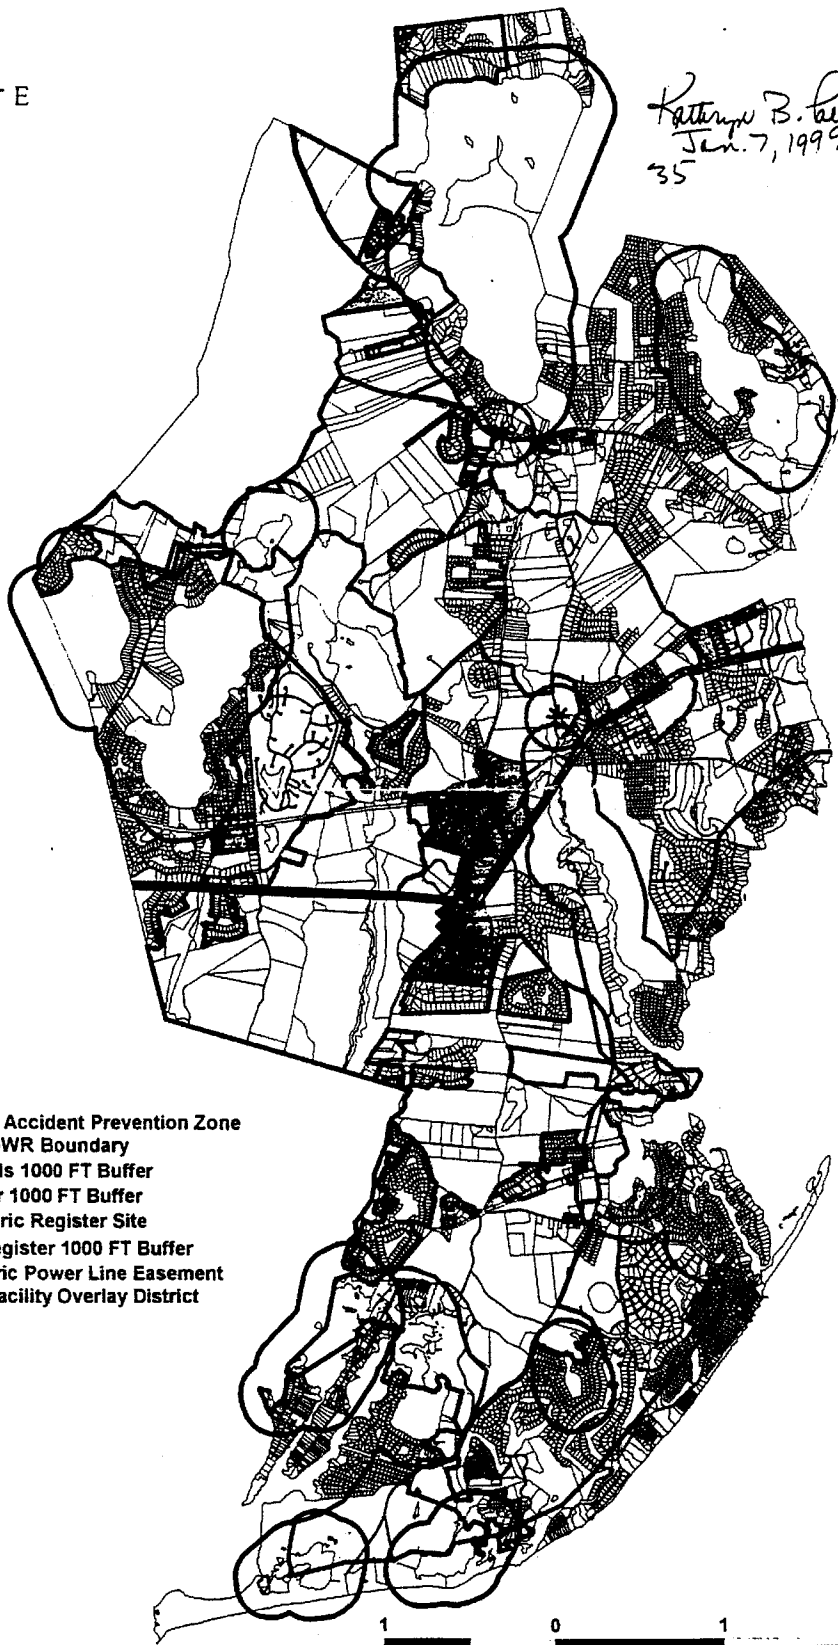 E
Kathryn B.
Jan. 7, 1999
35
Accident Prevention Zone
WR Boundary
ls 1000 FT Buffer
r 1000 FT Buffer
ric Register Site
egister 1000 FT Buffer
ric Power Line Easement
acility Overlay District
1 0 1